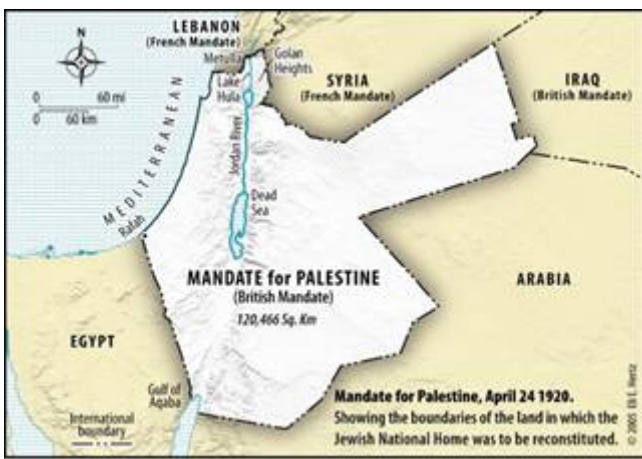 LEBANON
(French Mandate)
Metulla
Golan
Heights
Lake
Hula
SYRIA
(French Mandate)
IRAQ
(British Mandate)
N
0 60 mi
0 60 km
MEDITERRANEAN
Jordan River
Rafah
Dead
Sea
MANDATE for PALESTINE
(British Mandate)
120,466 Sq. Km
ARABIA
EGYPT
Gulf of
Aqaba
International
boundary
Mandate for Palestine, April 24 1920.
Showing the boundaries of the land in which the
Jewish National Home was to be reconstituted.
© 2005 Eli E. Hertz